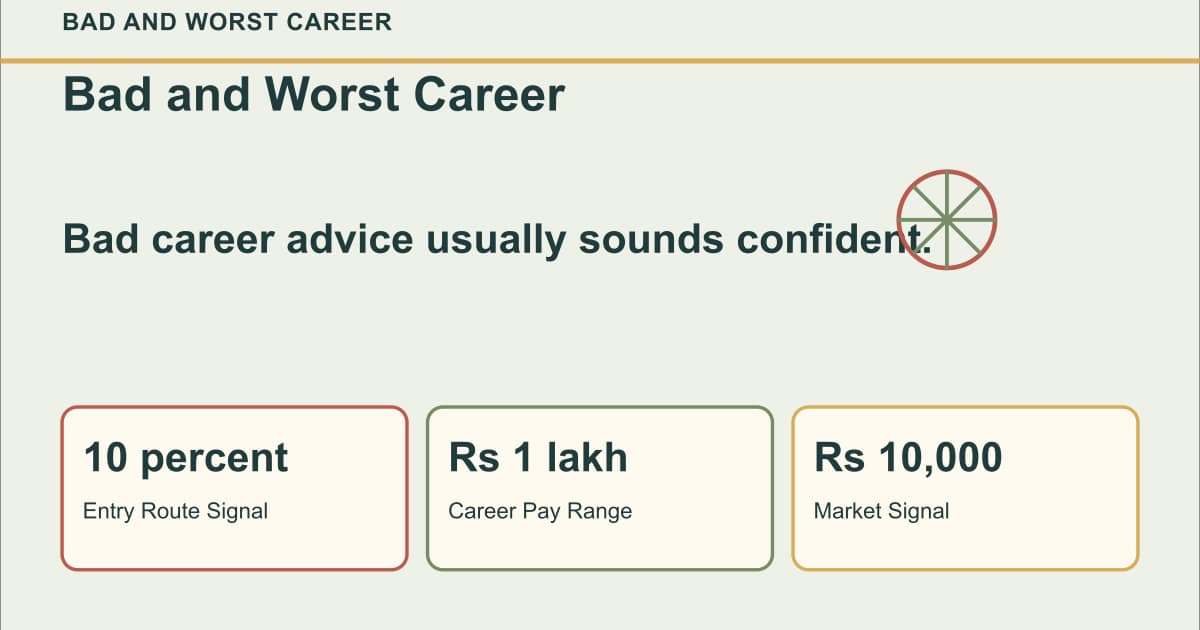 BAD AND WORST CAREER
Bad and Worst Career
Bad career advice usually sounds confident.
10 percent
Entry Route Signal
Rs 1 lakh
Career Pay Range
Rs 10,000
Market Signal